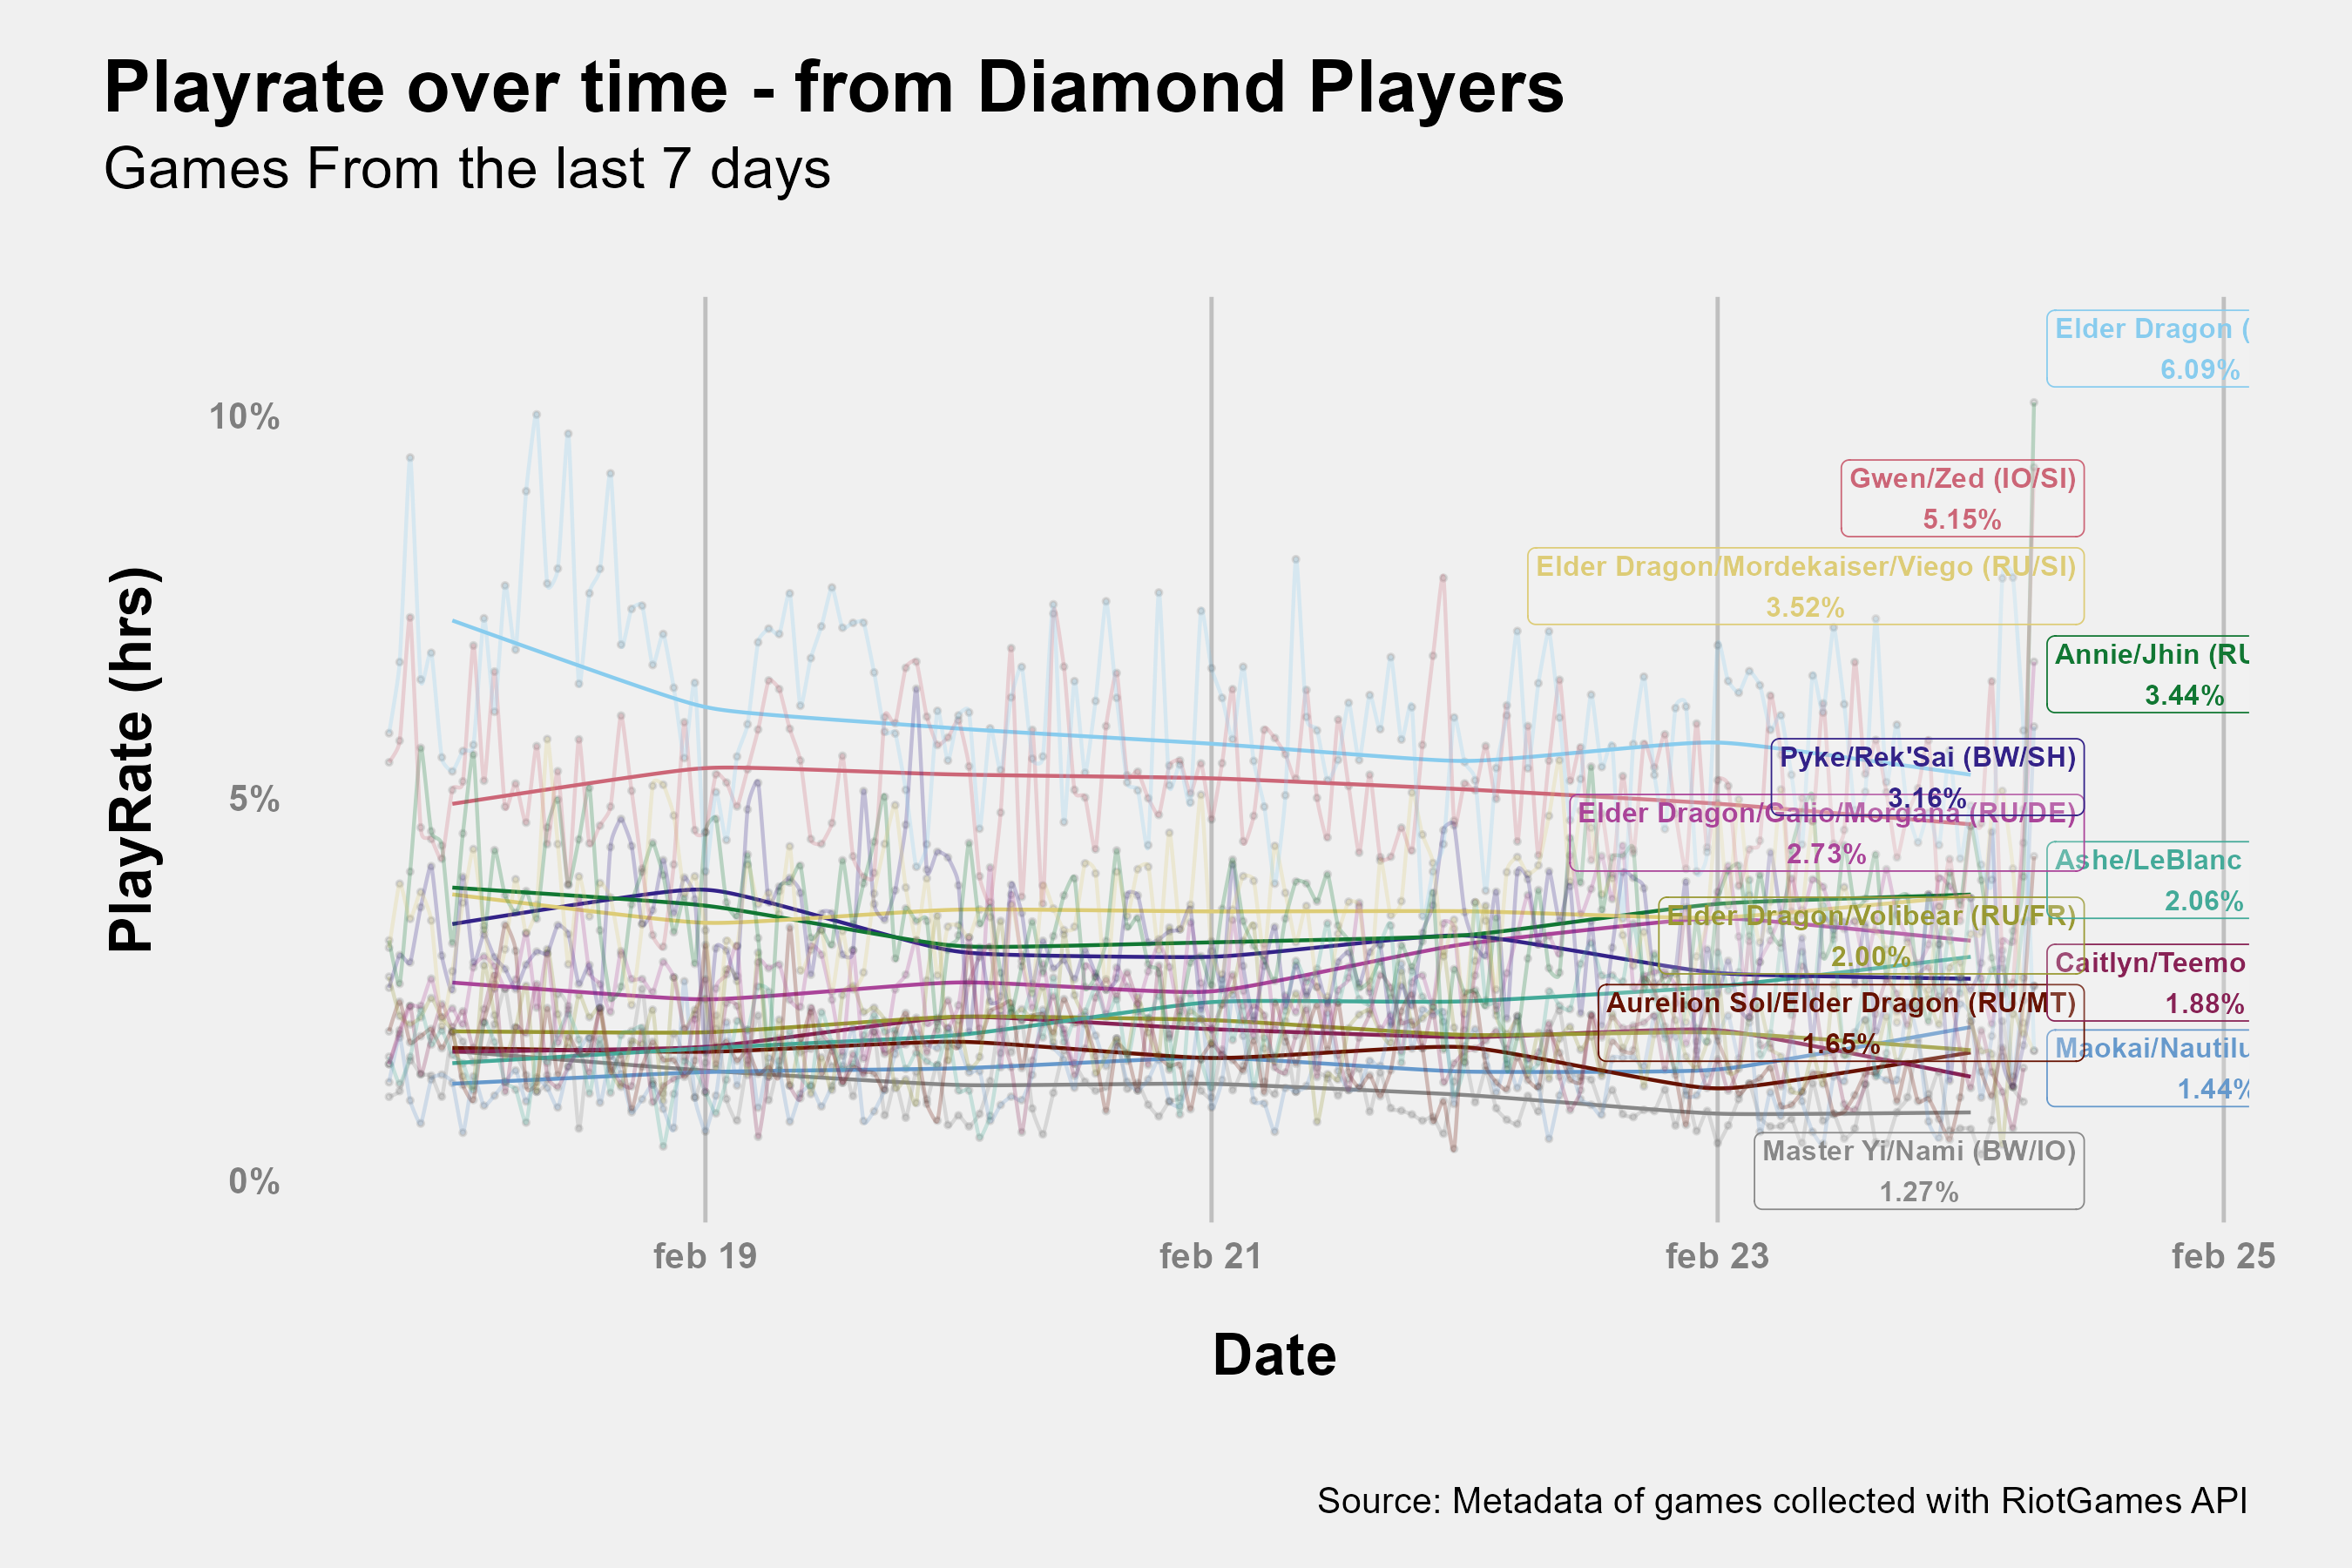 Playrate over time - from Diamond Players
Games From the last 7 days
PlayRate (hrs)
10%
5%
0%
Elder Dragon (
6.09%
Gwen/Zed (IO/SI)
5.15%
Elder Dragon/Mordekaiser/Viego (RU/SI)
3.52%
Annie/Jhin (RU
3.44%
Pyke/Rek'Sai (BW/SH)
3.16%
Elder Dragon/Galio/Morgana (RU/DE)
2.73%
Ashe/LeBlanc
2.06%
Elder Dragon/Volibear (RU/FR)
2.00%
Caitlyn/Teemo
1.88%
Aurelion Sol/Elder Dragon (RU/MT)
1.65%
Maokai/Nautilu
1.44%
Master Yi/Nami (BW/IO)
1.27%
feb 19
feb 21
feb 23
feb 25
Date
Source: Metadata of games collected with RiotGames API